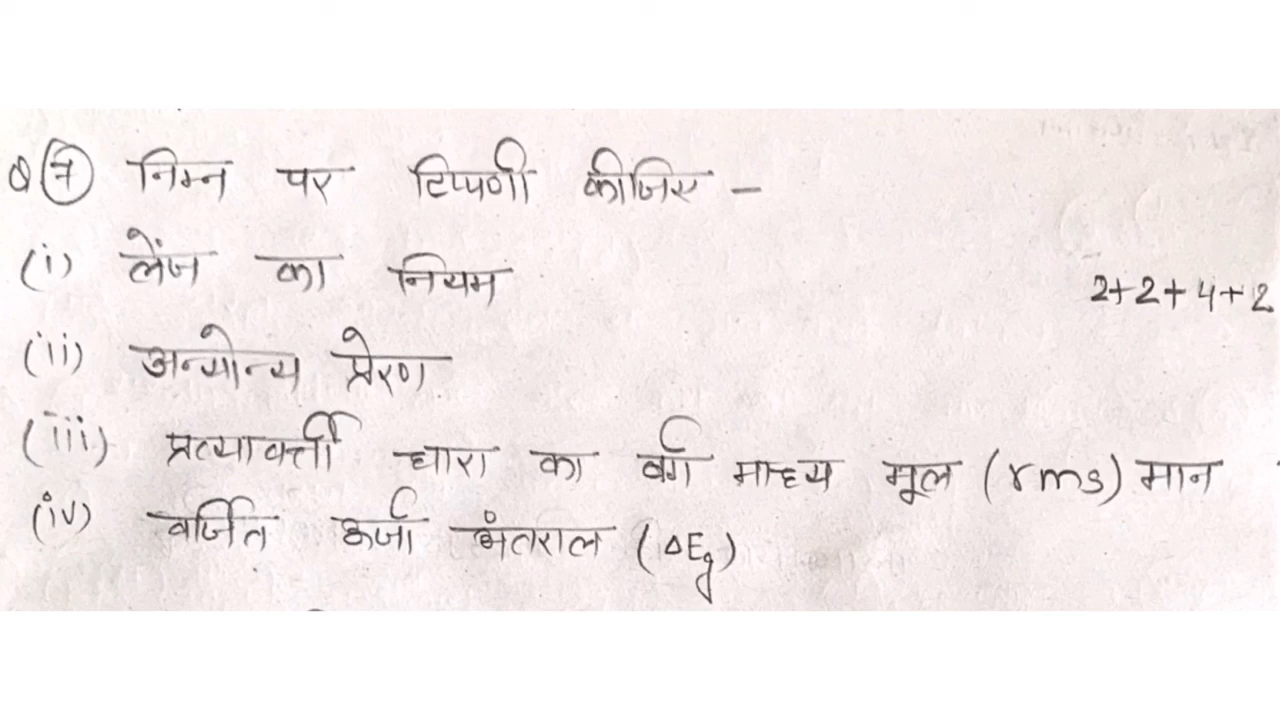 Q 7 निम्न पर टिप्पणी कीजिए -
(i) लेंज का नियम
2+2+4+2
(ii) अन्योन्य प्रेरण
(iii) प्रत्यावर्त्ती धारा का वर्ग माध्य मूल (rms) मान
(iv) वर्जित ऊर्जा अंतराल (ΔEg)